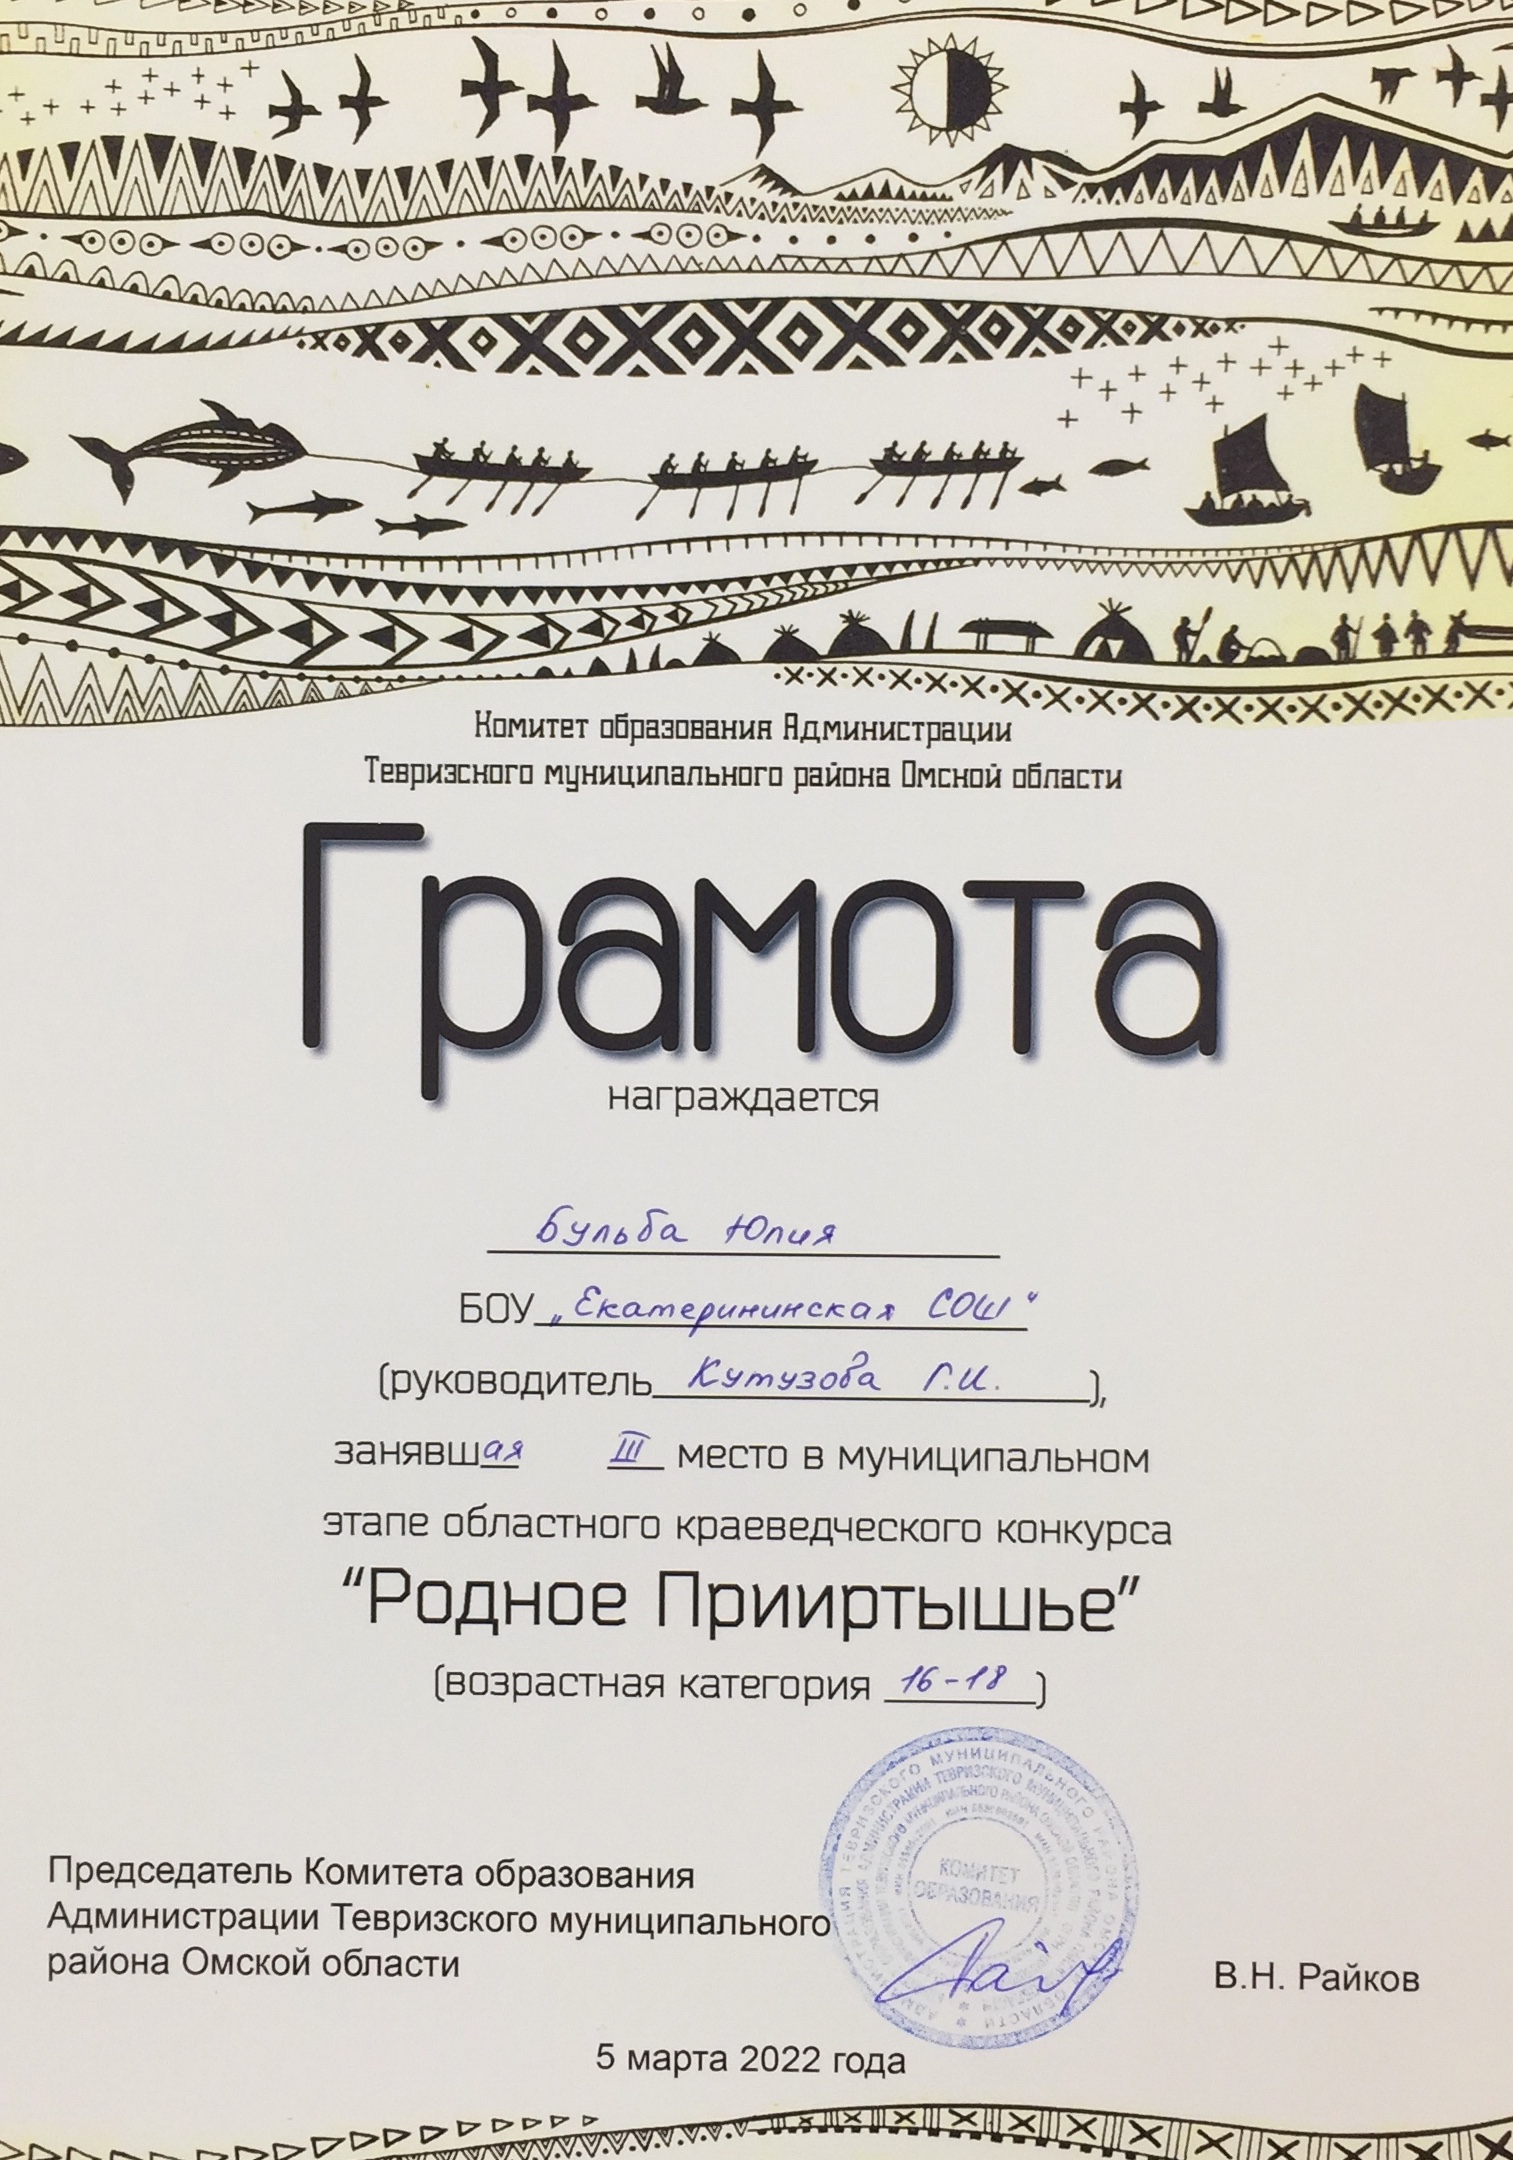 Комитет образования Администрации
Тевризского муниципального района Омской области
Грамота
награждается
Бульба Юлия
БОУ „Екатерининская СОШ“
(руководитель Кутузова Г.И. ),
занявшая III место в муниципальном
этапе областного краеведческого конкурса
“Родное Прииртышье”
(возрастная категория 16-18 )
КОМИТЕТ
ОБРАЗОВАНИЯ
Председатель Комитета образования
Администрации Тевризского муниципального
района Омской области
В.Н. Райков
5 марта 2022 года